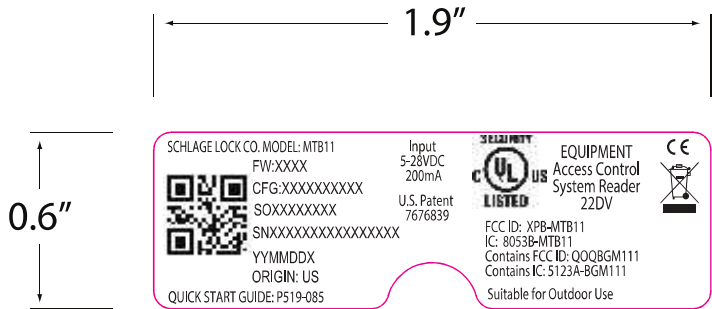 1.9"
0.6"
SCHLAGE LOCK CO. MODEL: MTB11
FW:XXXX
CFG:XXXXXXXXXX
SOXXXXXXXX
SNXXXXXXXXXXXXXXXX
YYMMDDX
ORIGIN: US
QUICK START GUIDE: P519-085
Input
5-28VDC
200mA
U.S. Patent
7676839
SECURITY
C UL US
LISTED
EQUIPMENT
Access Control
System Reader
22DV
CE
FCC ID: XPB-MTB11
IC: 8053B-MTB11
Contains FCC ID: QOQBGM111
Contains IC: 5123A-BGM111
Suitable for Outdoor Use